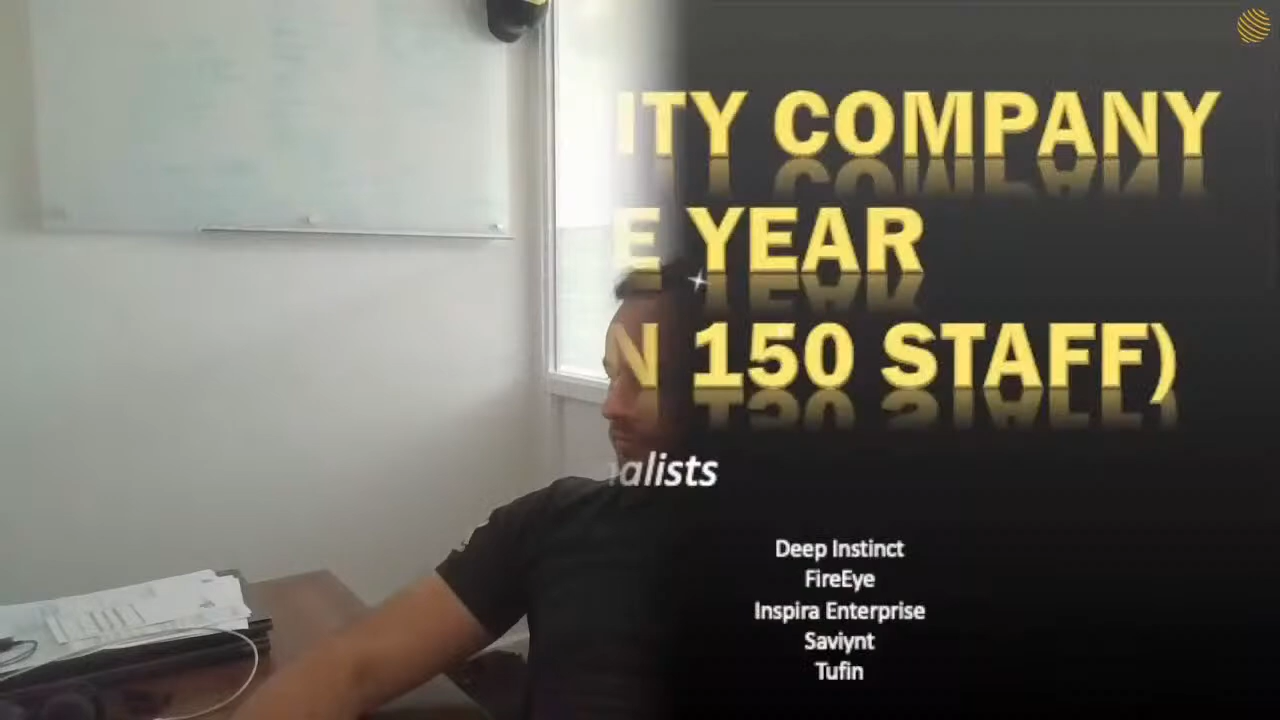 ITY COMPANY
E YEAR
N 150 STAFF)
alists
Deep Instinct
FireEye
Inspira Enterprise
Saviynt
Tufin